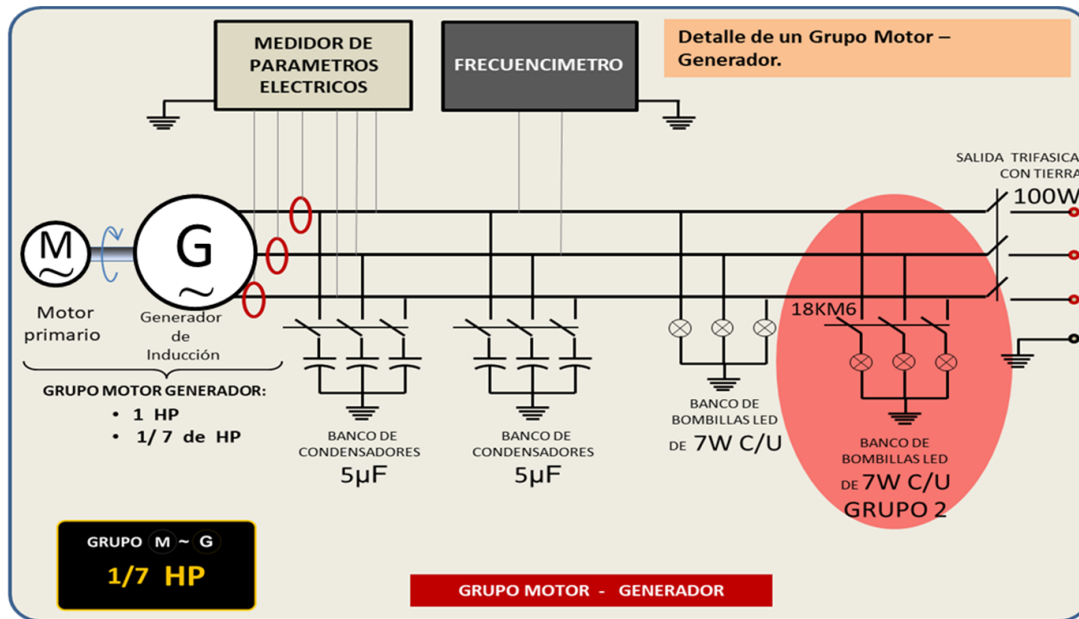 MEDIDOR DE
PARAMETROS
ELECTRICOS
FRECUENCIMETRO
Detalle de un Grupo Motor –
Generador.
SALIDA TRIFASICA
CON TIERRA
100W
M
~
G
~
Motor
primario
Generador
de
Inducción
GRUPO MOTOR GENERADOR:
• 1 HP
• 1/ 7 de HP
BANCO DE
CONDENSADORES
5µF
BANCO DE
CONDENSADORES
5µF
BANCO DE
BOMBILLAS LED
DE 7W C/U
18KM6
BANCO DE
BOMBILLAS LED
DE 7W C/U
GRUPO 2
GRUPO M ~ G
1/7 HP
GRUPO MOTOR - GENERADOR